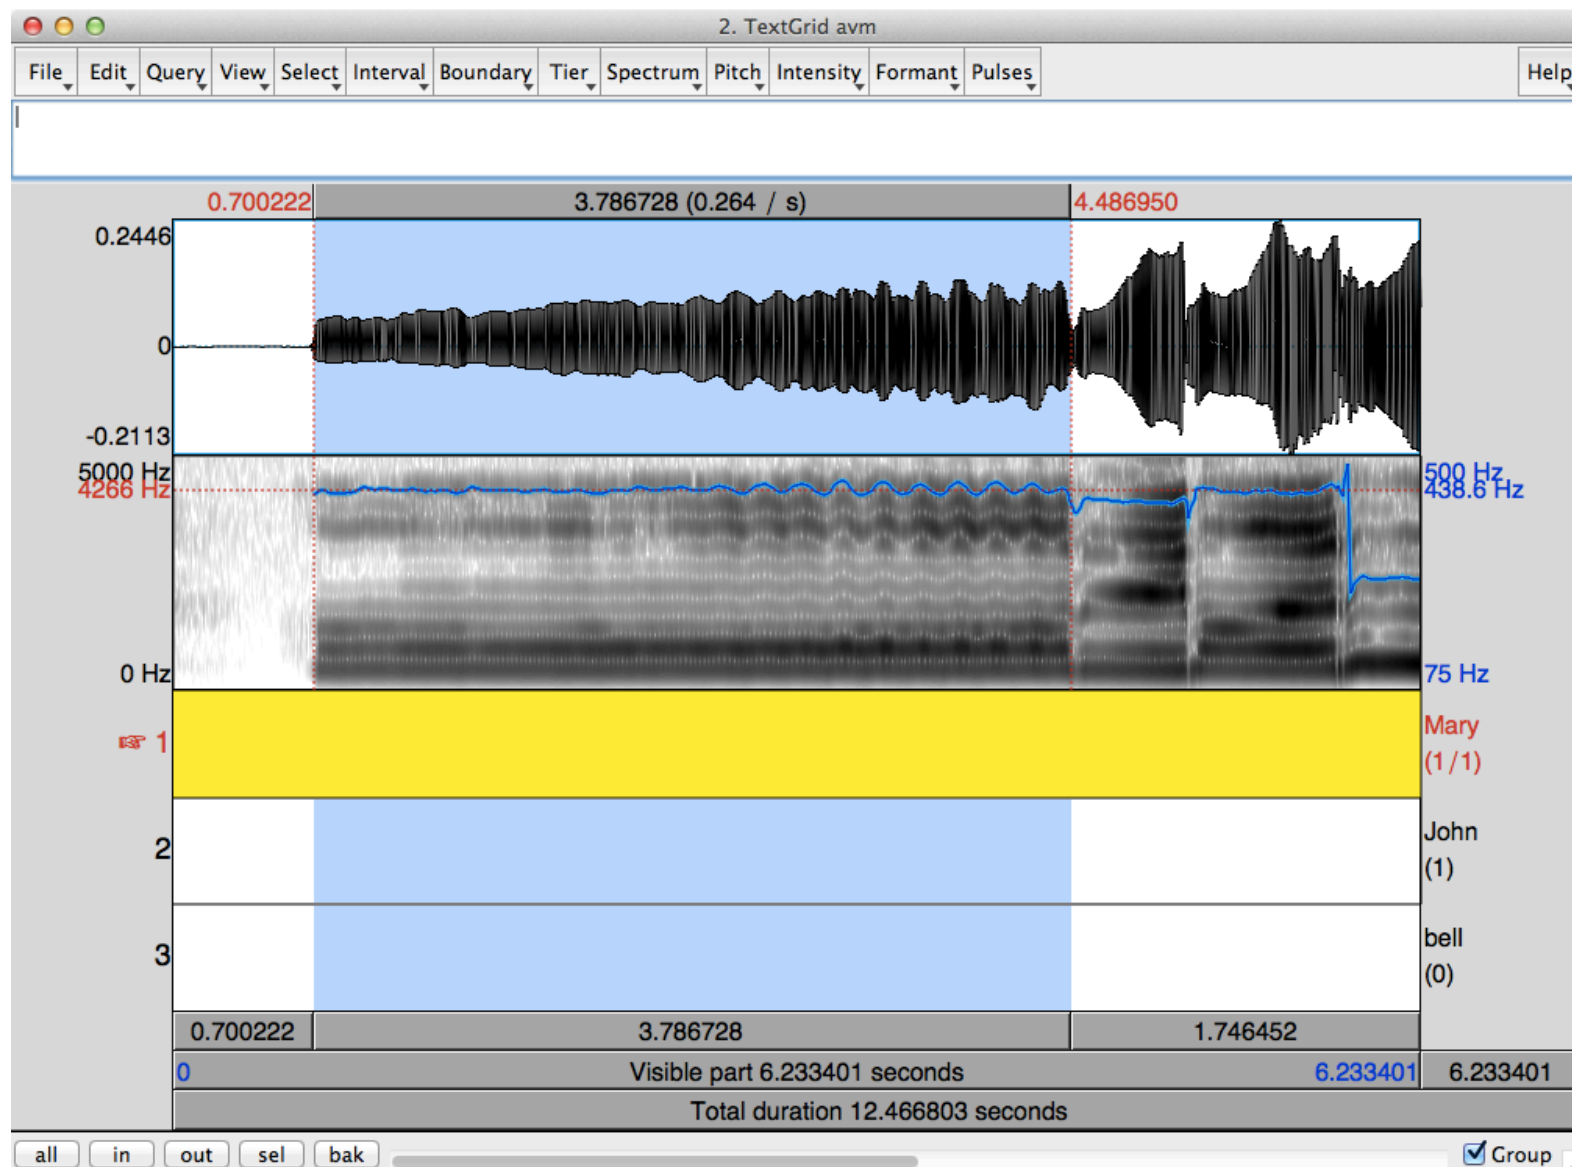 2. TextGrid avm
File Edit Query View Select Interval Boundary Tier Spectrum Pitch Intensity Formant Pulses Help
0.700222 3.786728 (0.264 / s) 4.486950
0.2446
0
-0.2113
5000 Hz 500 Hz
4266 Hz 438.6 Hz
0 Hz 75 Hz
☞ 1 Mary
(1/1)
2 John
(1)
3 bell
(0)
0.700222 3.786728 1.746452
0 Visible part 6.233401 seconds 6.233401 6.233401
Total duration 12.466803 seconds
all in out sel bak Group